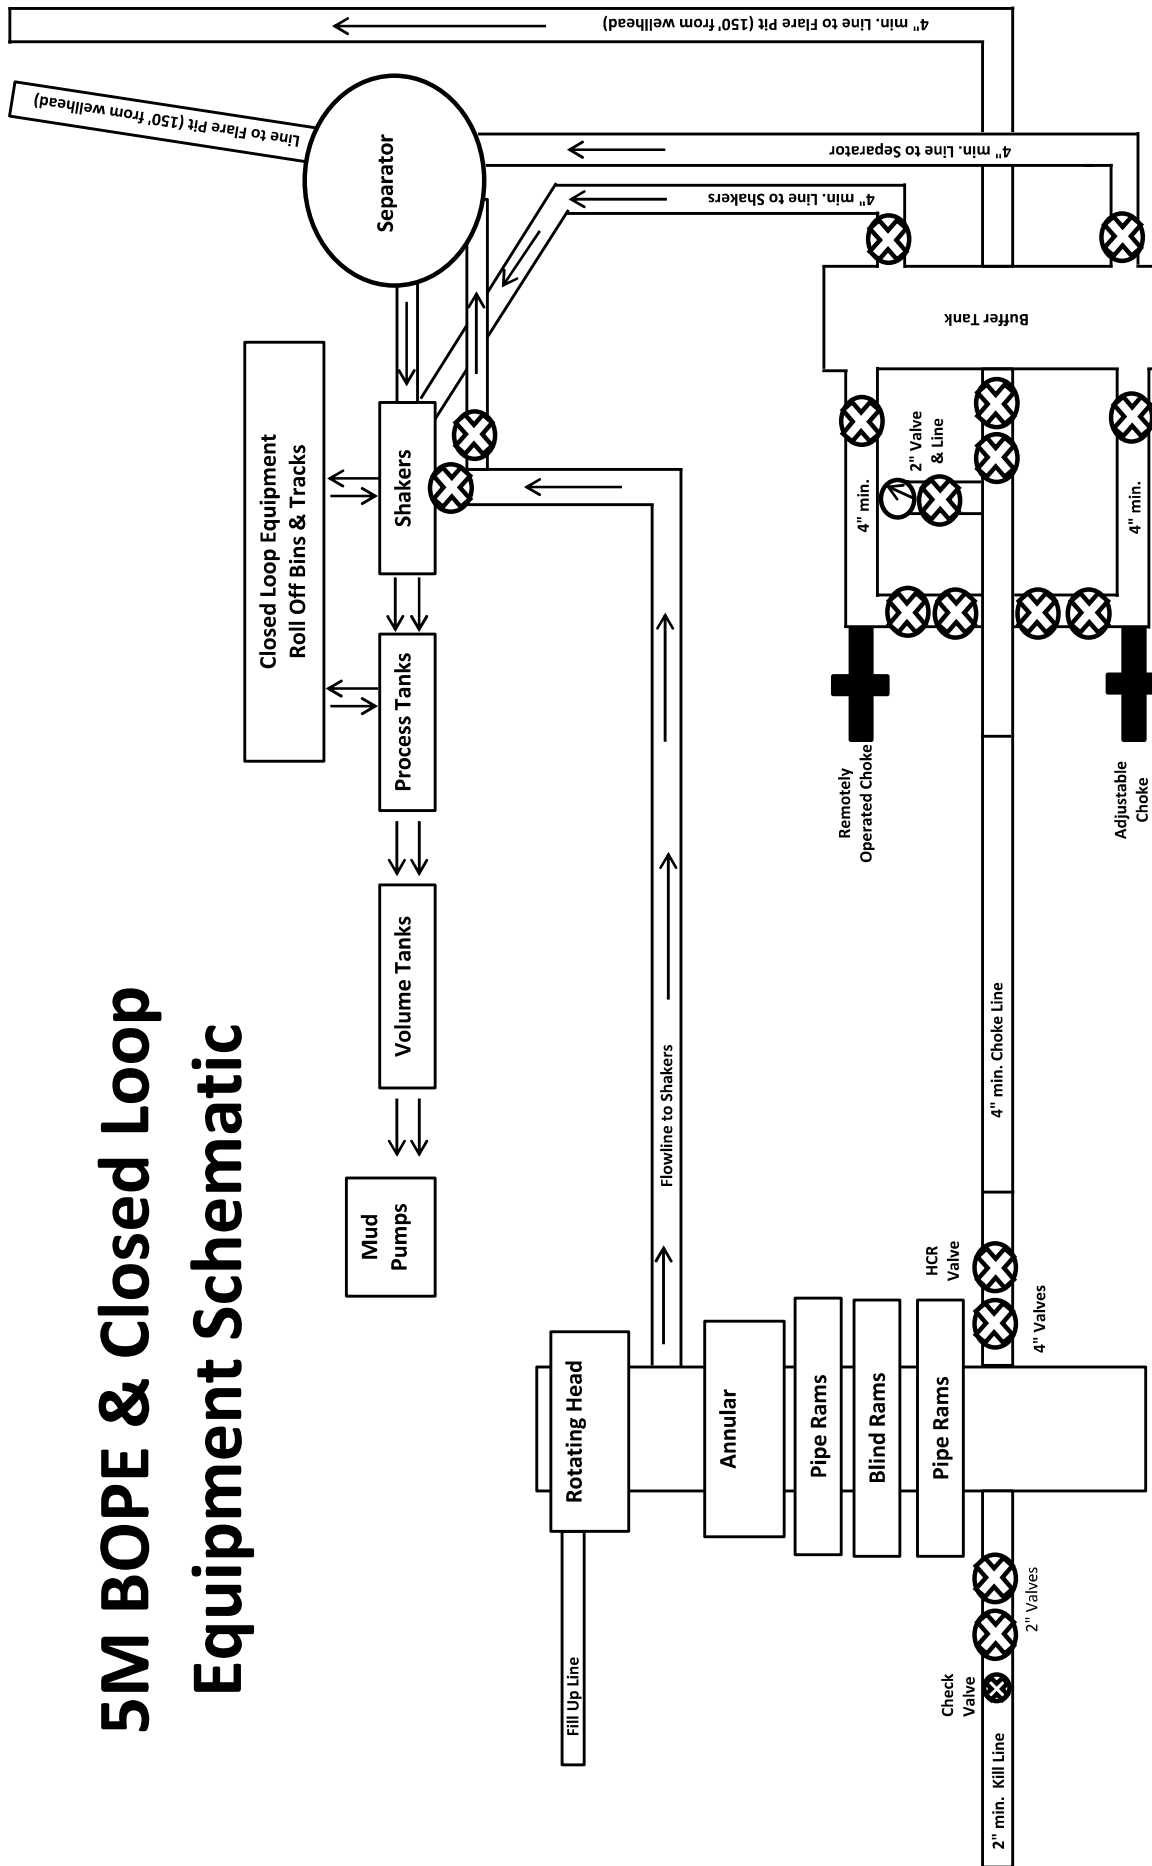 5M BOPE & Closed Loop
Equipment Schematic
Fill Up Line
Rotating Head
Annular
Pipe Rams
Blind Rams
Pipe Rams
2" min. Kill Line
Check
Valve
2" Valves
4" Valves
HCR
Valve
4" min. Choke Line
Flowline to Shakers
Mud
Pumps
Volume Tanks
Process Tanks
Shakers
Closed Loop Equipment
Roll Off Bins & Tracks
Separator
Line to Flare Pit (150' from wellhead)
4" min. Line to Flare Pit (150' from wellhead)
4" min. Line to Separator
4" min. Line to Shakers
Buffer Tank
2" Valve
& Line
4" min.
4" min.
Remotely
Operated Choke
Adjustable
Choke